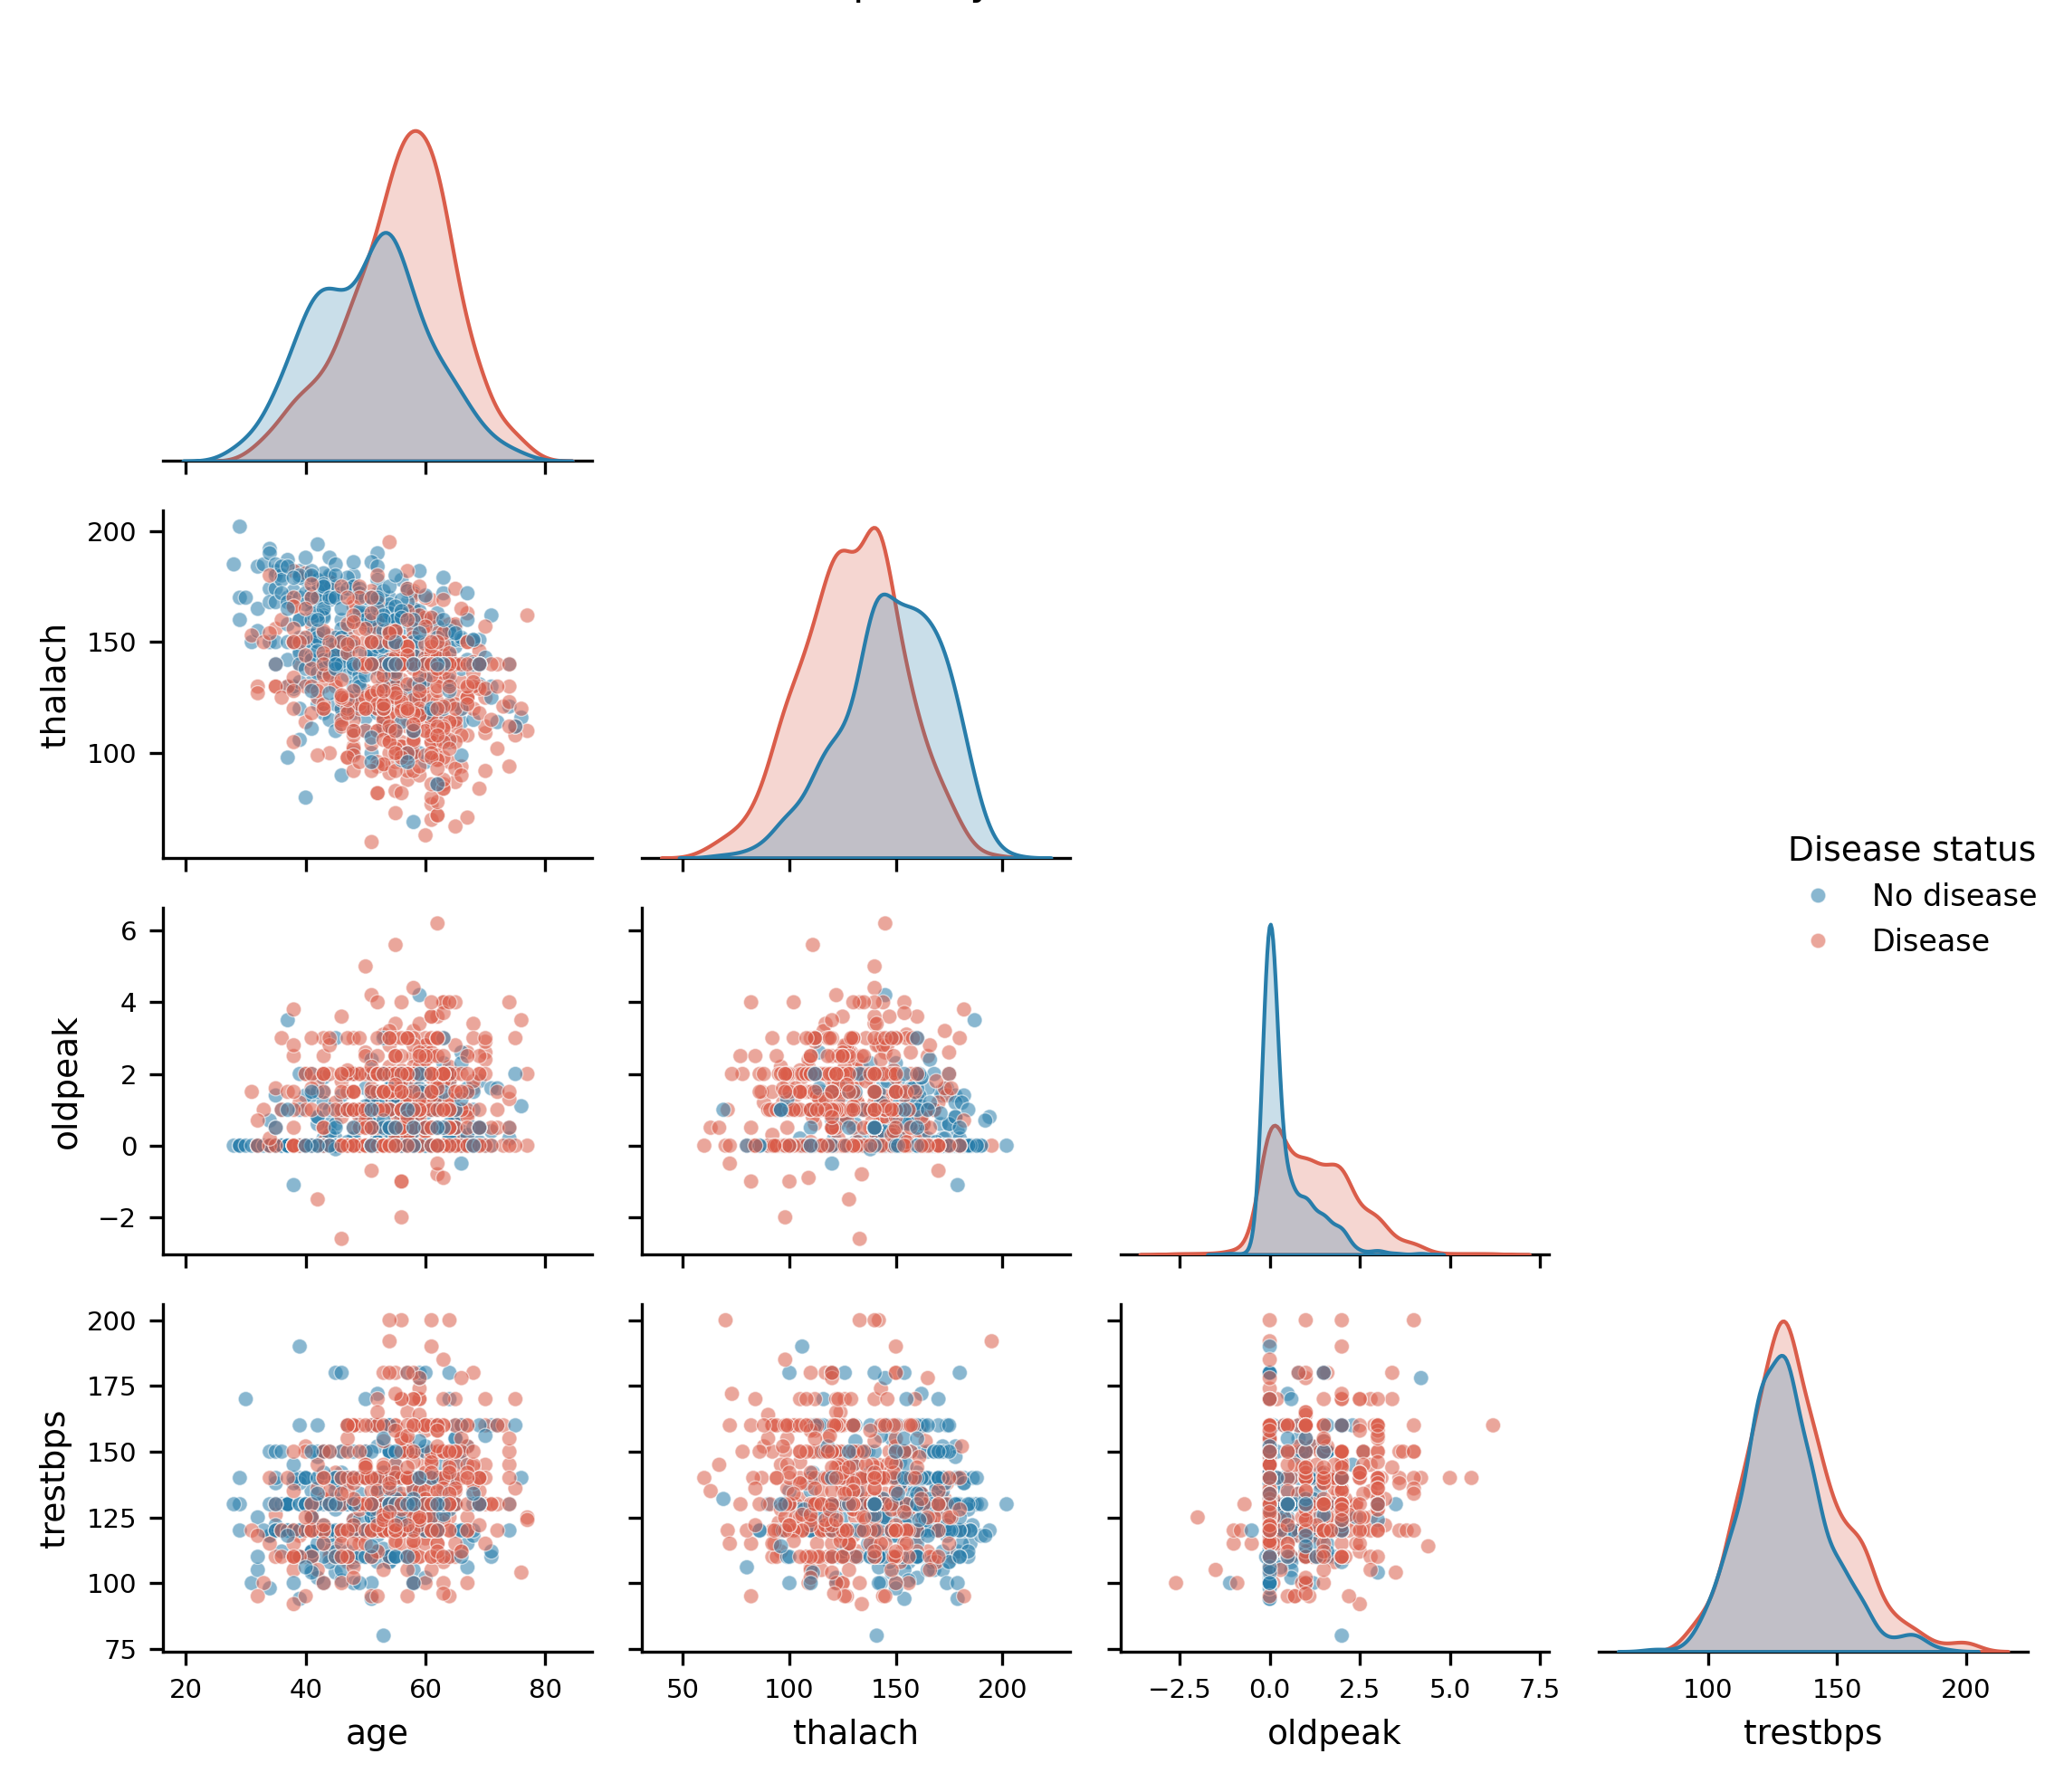 200
150
100
thalach
6
4
2
0
−2
oldpeak
Disease status
No disease
Disease
200
175
150
125
100
75
trestbps
20 40 60 80
50 100 150 200
−2.5 0.0 2.5 5.0 7.5
100 150 200
age
thalach
oldpeak
trestbps